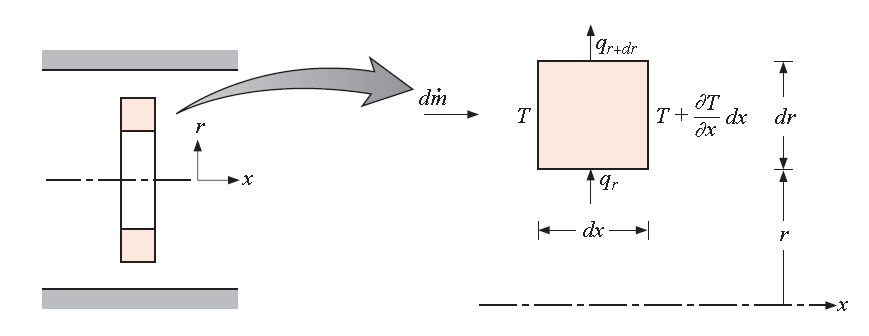 r
x
q_{r+dr}
dṁ
T
T + ∂T/∂x dx
dr
q_r
dx
r
x